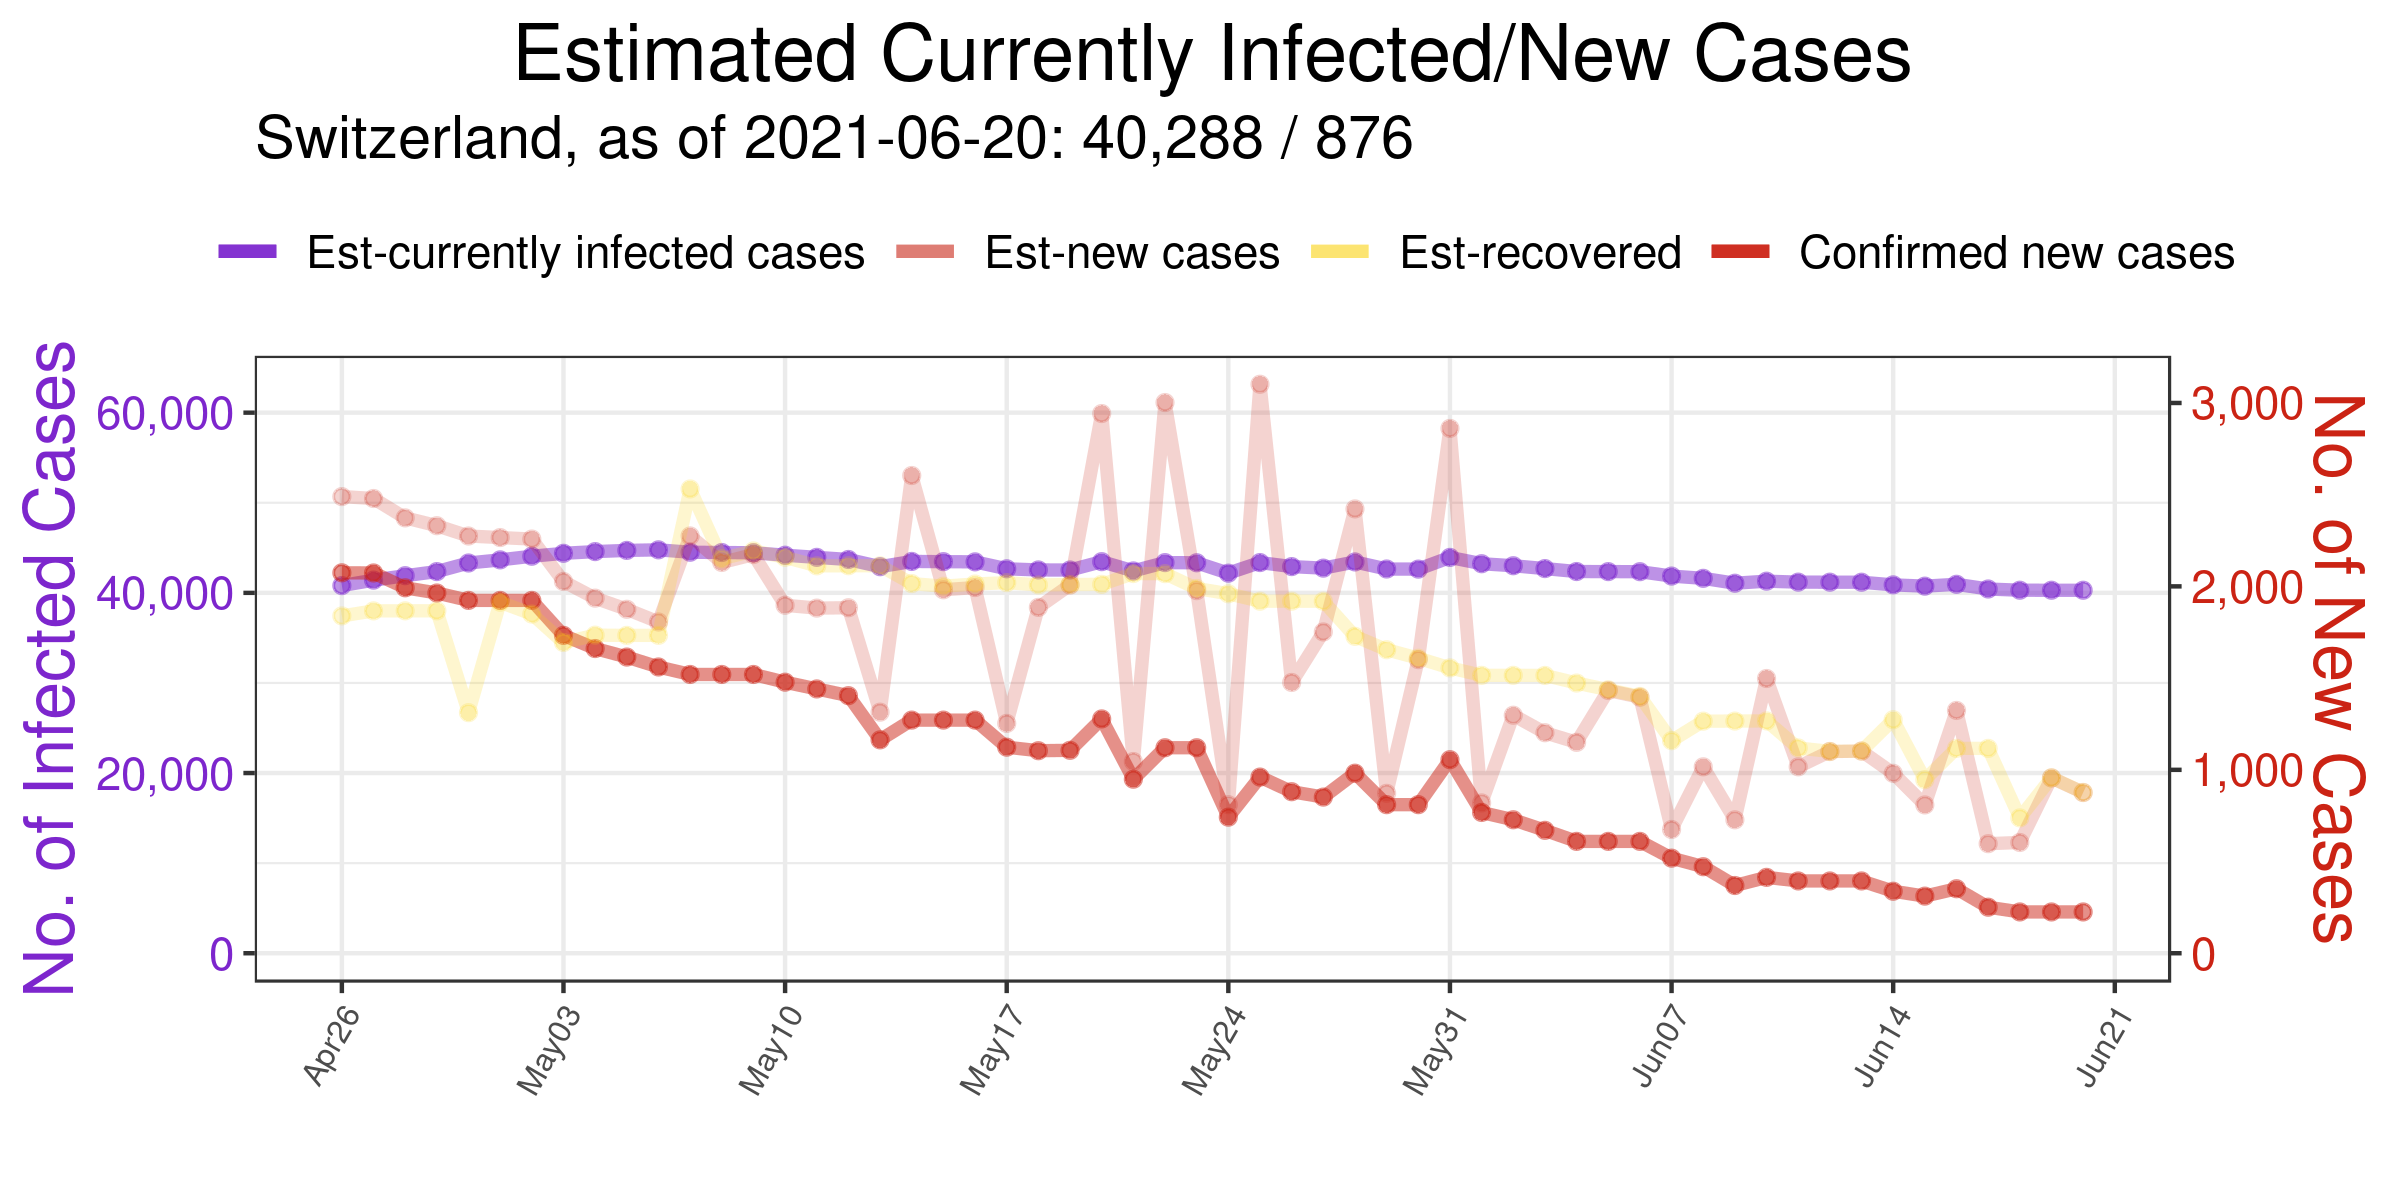 Estimated Currently Infected/New Cases
Switzerland, as of 2021-06-20: 40,288 / 876
Est-currently infected cases Est-new cases Est-recovered Confirmed new cases
No. of Infected Cases
60,000
40,000
20,000
0
3,000
2,000
1,000
0
No. of New Cases
Apr26 May03 May10 May17 May24 May31 Jun07 Jun14 Jun21